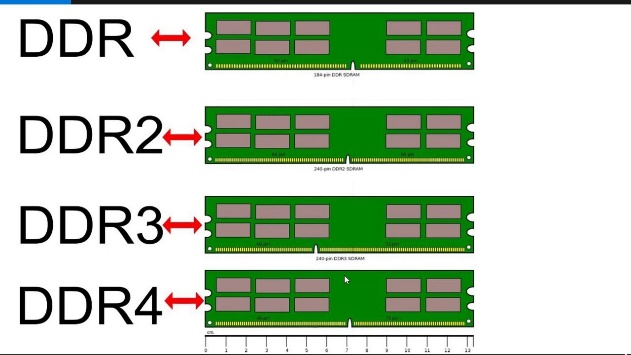 DDR
184-pin DDR SDRAM
DDR2
240-pin DDR2 SDRAM
DDR3
240-pin DDR3 SDRAM
DDR4
cm
0 1 2 3 4 5 6 7 8 9 10 11 12 13